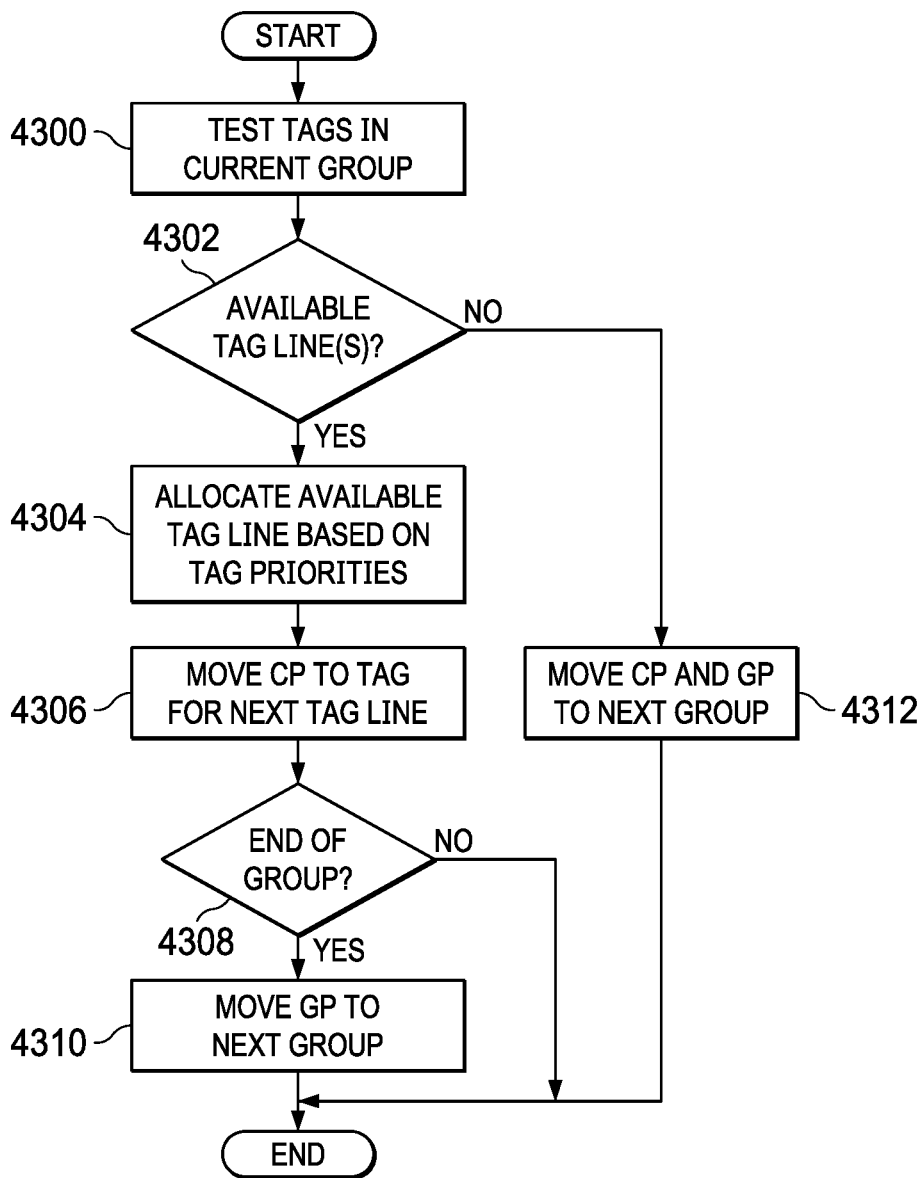 START
4300
TEST TAGS IN
CURRENT GROUP
4302
AVAILABLE
TAG LINE(S)?
NO
YES
4304
ALLOCATE AVAILABLE
TAG LINE BASED ON
TAG PRIORITIES
4306
MOVE CP TO TAG
FOR NEXT TAG LINE
MOVE CP AND GP
TO NEXT GROUP
4312
END OF
GROUP?
NO
4308
YES
4310
MOVE GP TO
NEXT GROUP
END